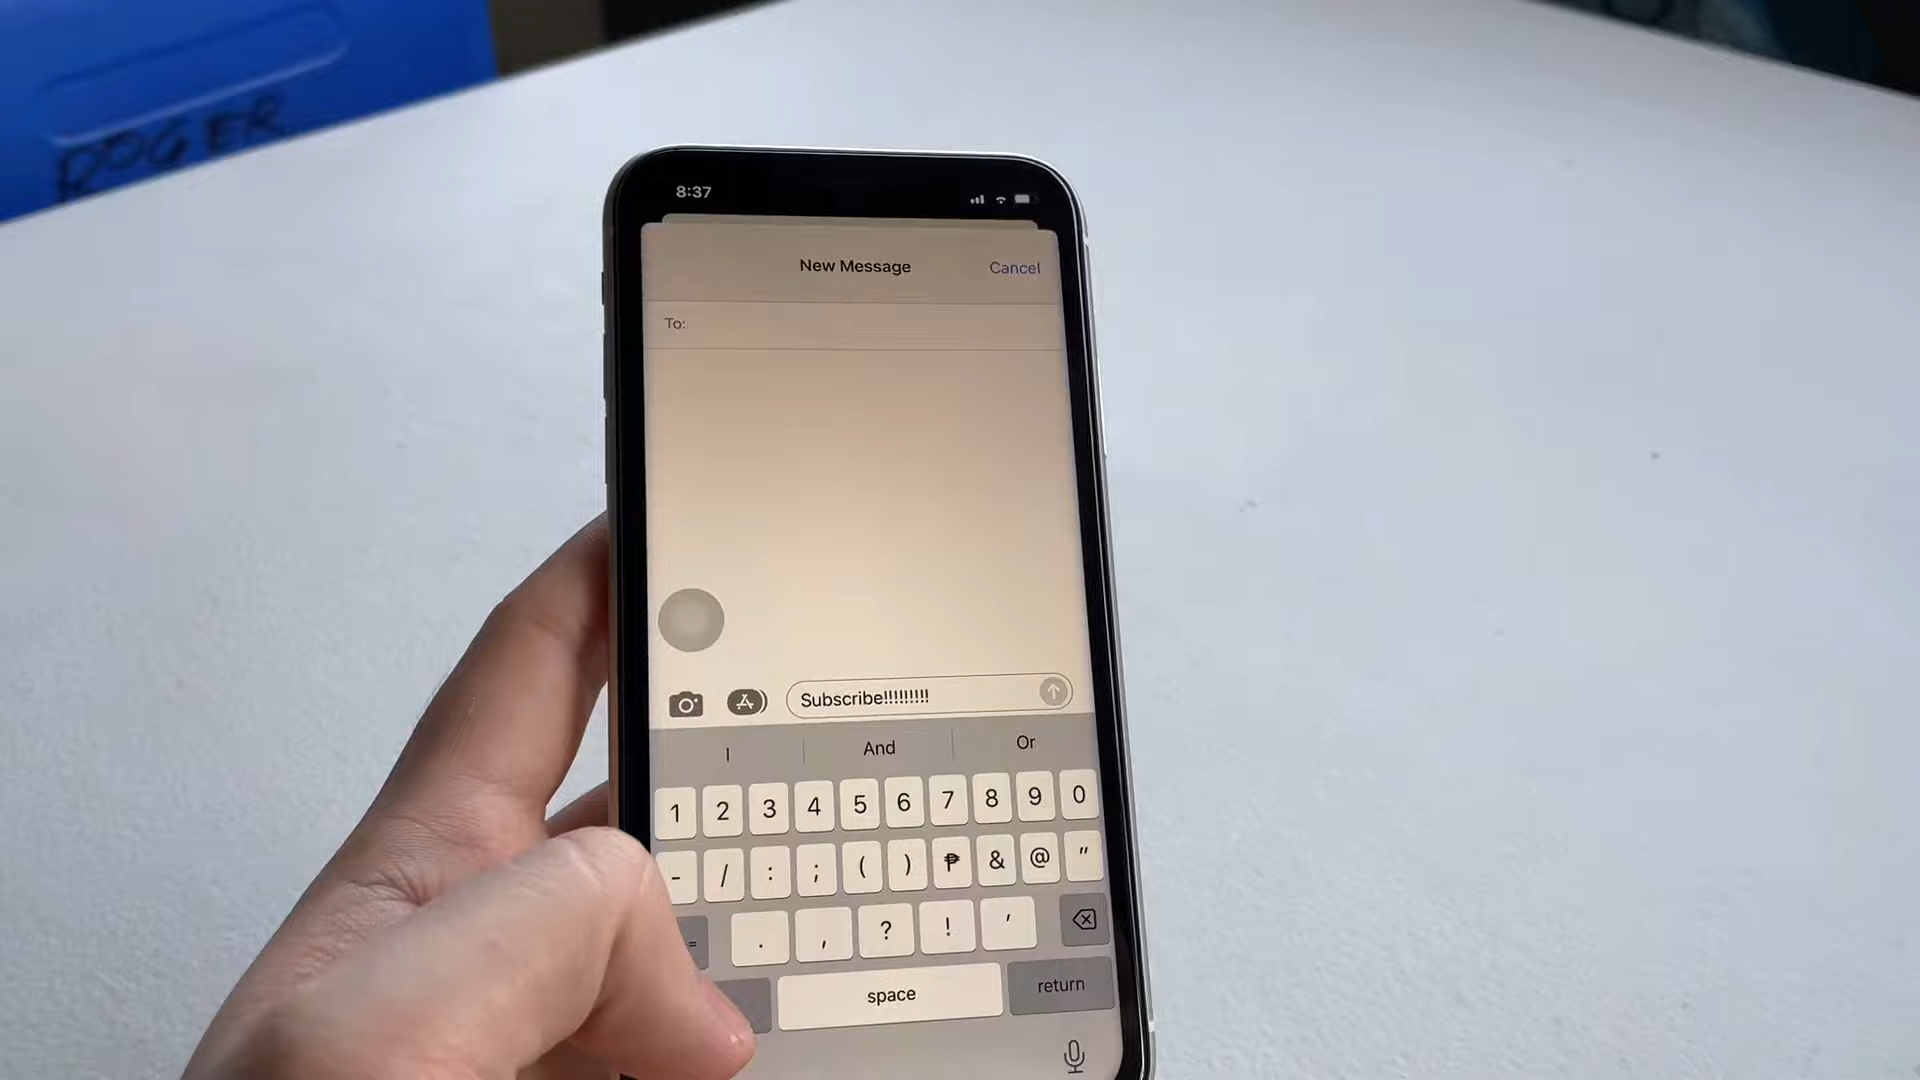 ROGER
8:37
New Message Cancel
To:
Subscribe!!!!!!!!!
I And Or
1 2 3 4 5 6 7 8 9 0
- / : ; ( ) ₱ & @ "
= . , ? ! '
space return